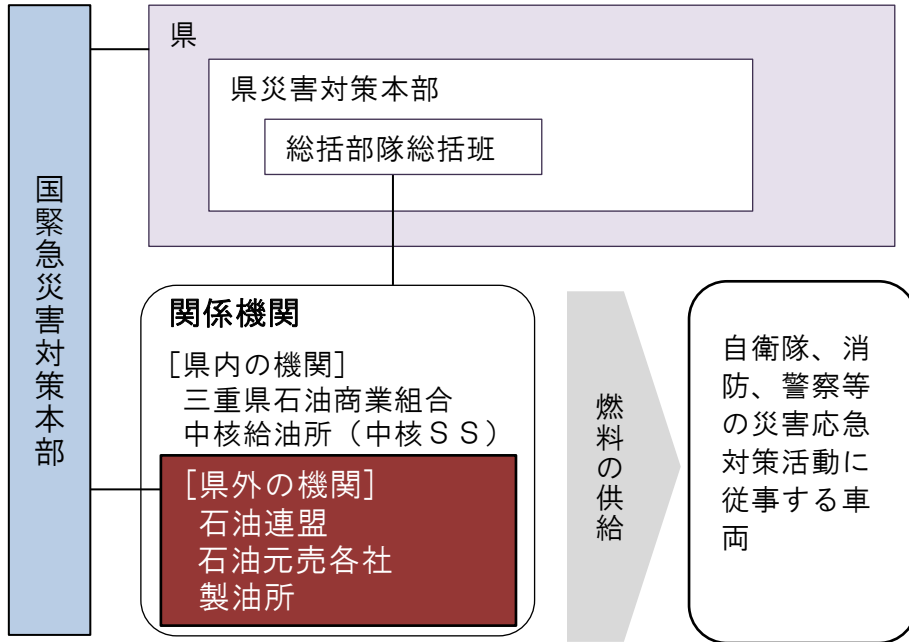 国緊急災害対策本部
県
県災害対策本部
総括部隊総括班
関係機関
[県内の機関]
三重県石油商業組合
中核給油所(中核ＳＳ)
[県外の機関]
石油連盟
石油元売各社
製油所
燃料の供給
自衛隊、消
防、警察等
の災害応急
対策活動に
従事する車
両